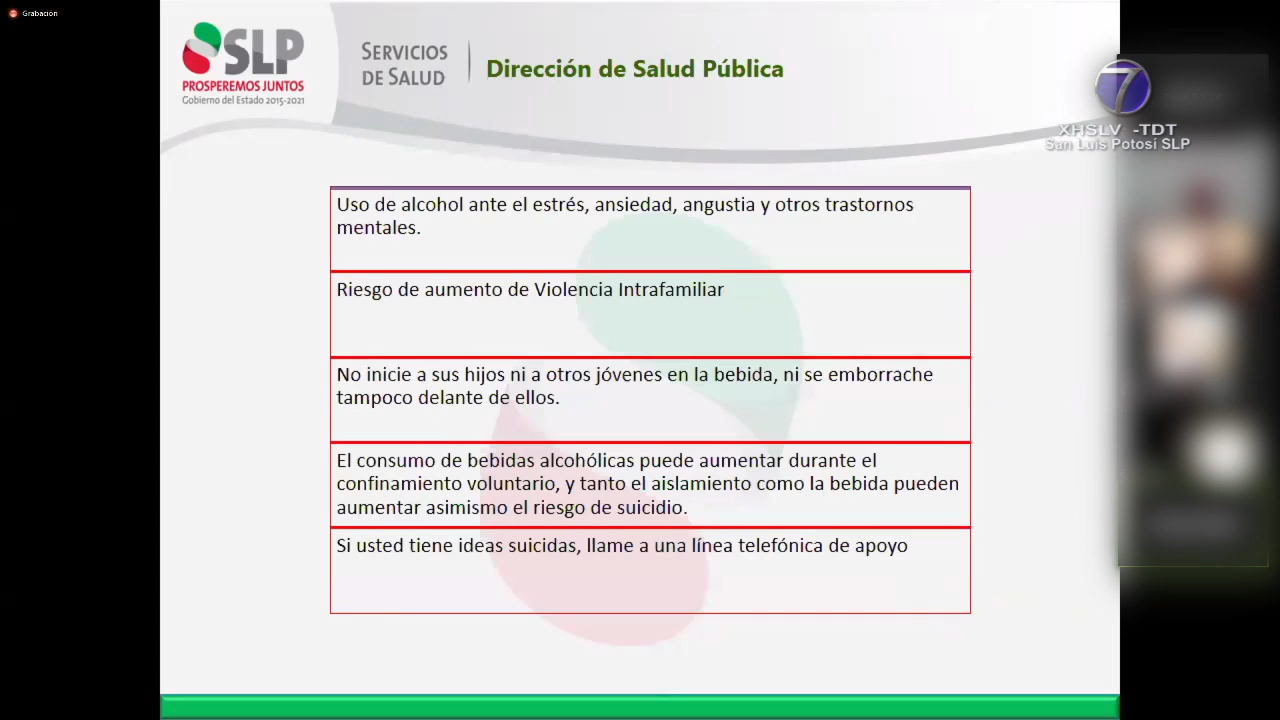 Grabación
SLP
PROSPEREMOS JUNTOS
Gobierno del Estado 2015-2021
SERVICIOS
DE SALUD
Dirección de Salud Pública
7
XHSLV -TDT
San Luis Potosí SLP
Uso de alcohol ante el estrés, ansiedad, angustia y otros trastornos
mentales.
Riesgo de aumento de Violencia Intrafamiliar
No inicie a sus hijos ni a otros jóvenes en la bebida, ni se emborrache
tampoco delante de ellos.
El consumo de bebidas alcohólicas puede aumentar durante el
confinamiento voluntario, y tanto el aislamiento como la bebida pueden
aumentar asimismo el riesgo de suicidio.
Si usted tiene ideas suicidas, llame a una línea telefónica de apoyo